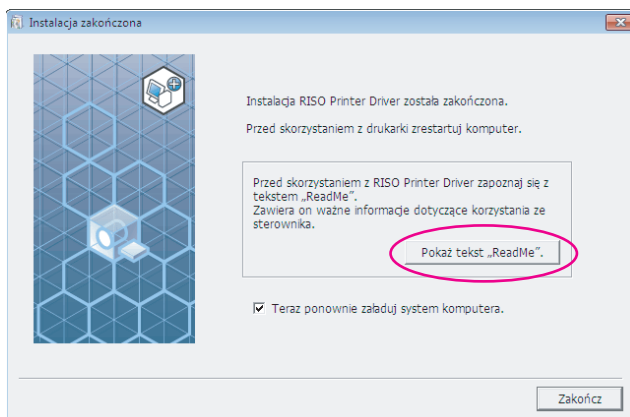 Instalacja zakończona
Instalacja RISO Printer Driver została zakończona.
Przed skorzystaniem z drukarki zrestartuj komputer.
Przed skorzystaniem z RISO Printer Driver zapoznaj się z
tekstem „ReadMe”.
Zawiera on ważne informacje dotyczące korzystania ze
sterownika.
Pokaż tekst „ReadMe”.
Teraz ponownie załaduj system komputera.
Zakończ